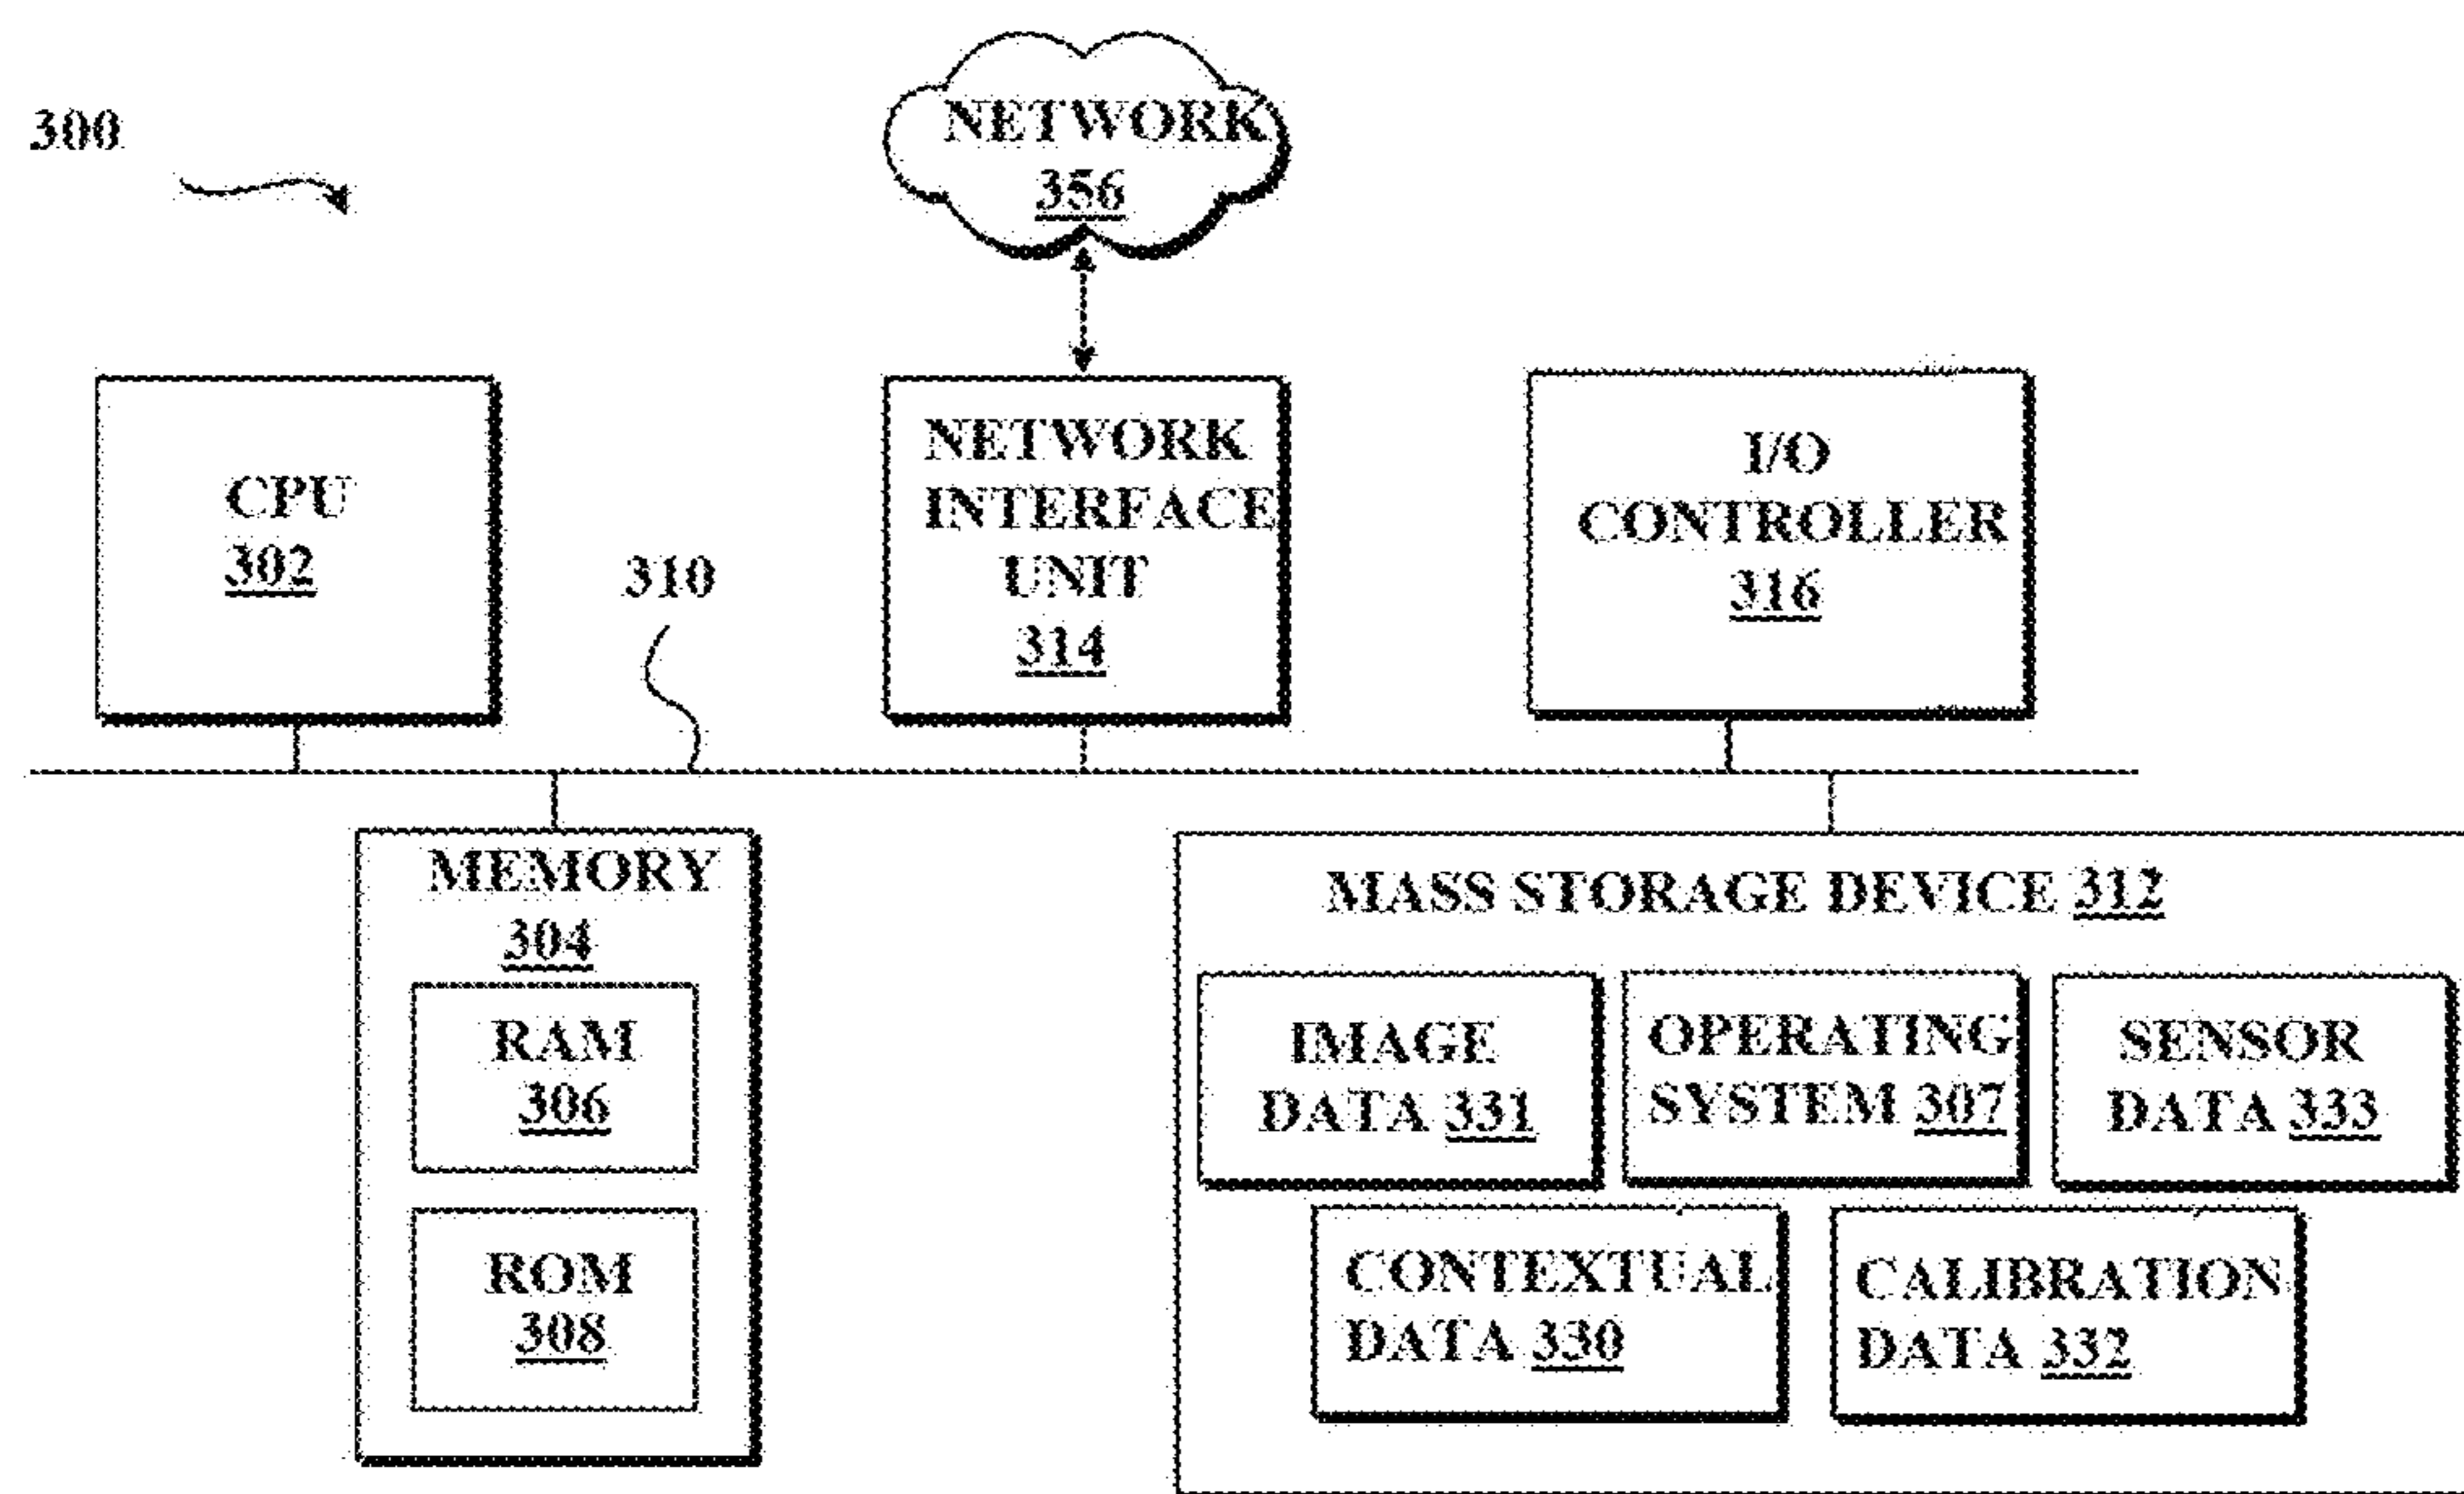 300
NETWORK
356
CPU
302
310
NETWORK
INTERFACE
UNIT
314
I/O
CONTROLLER
316
MEMORY
304
RAM
306
ROM
308
MASS STORAGE DEVICE 312
IMAGE
DATA 331
OPERATING
SYSTEM 307
SENSOR
DATA 333
CONTEXTUAL
DATA 330
CALIBRATION
DATA 332